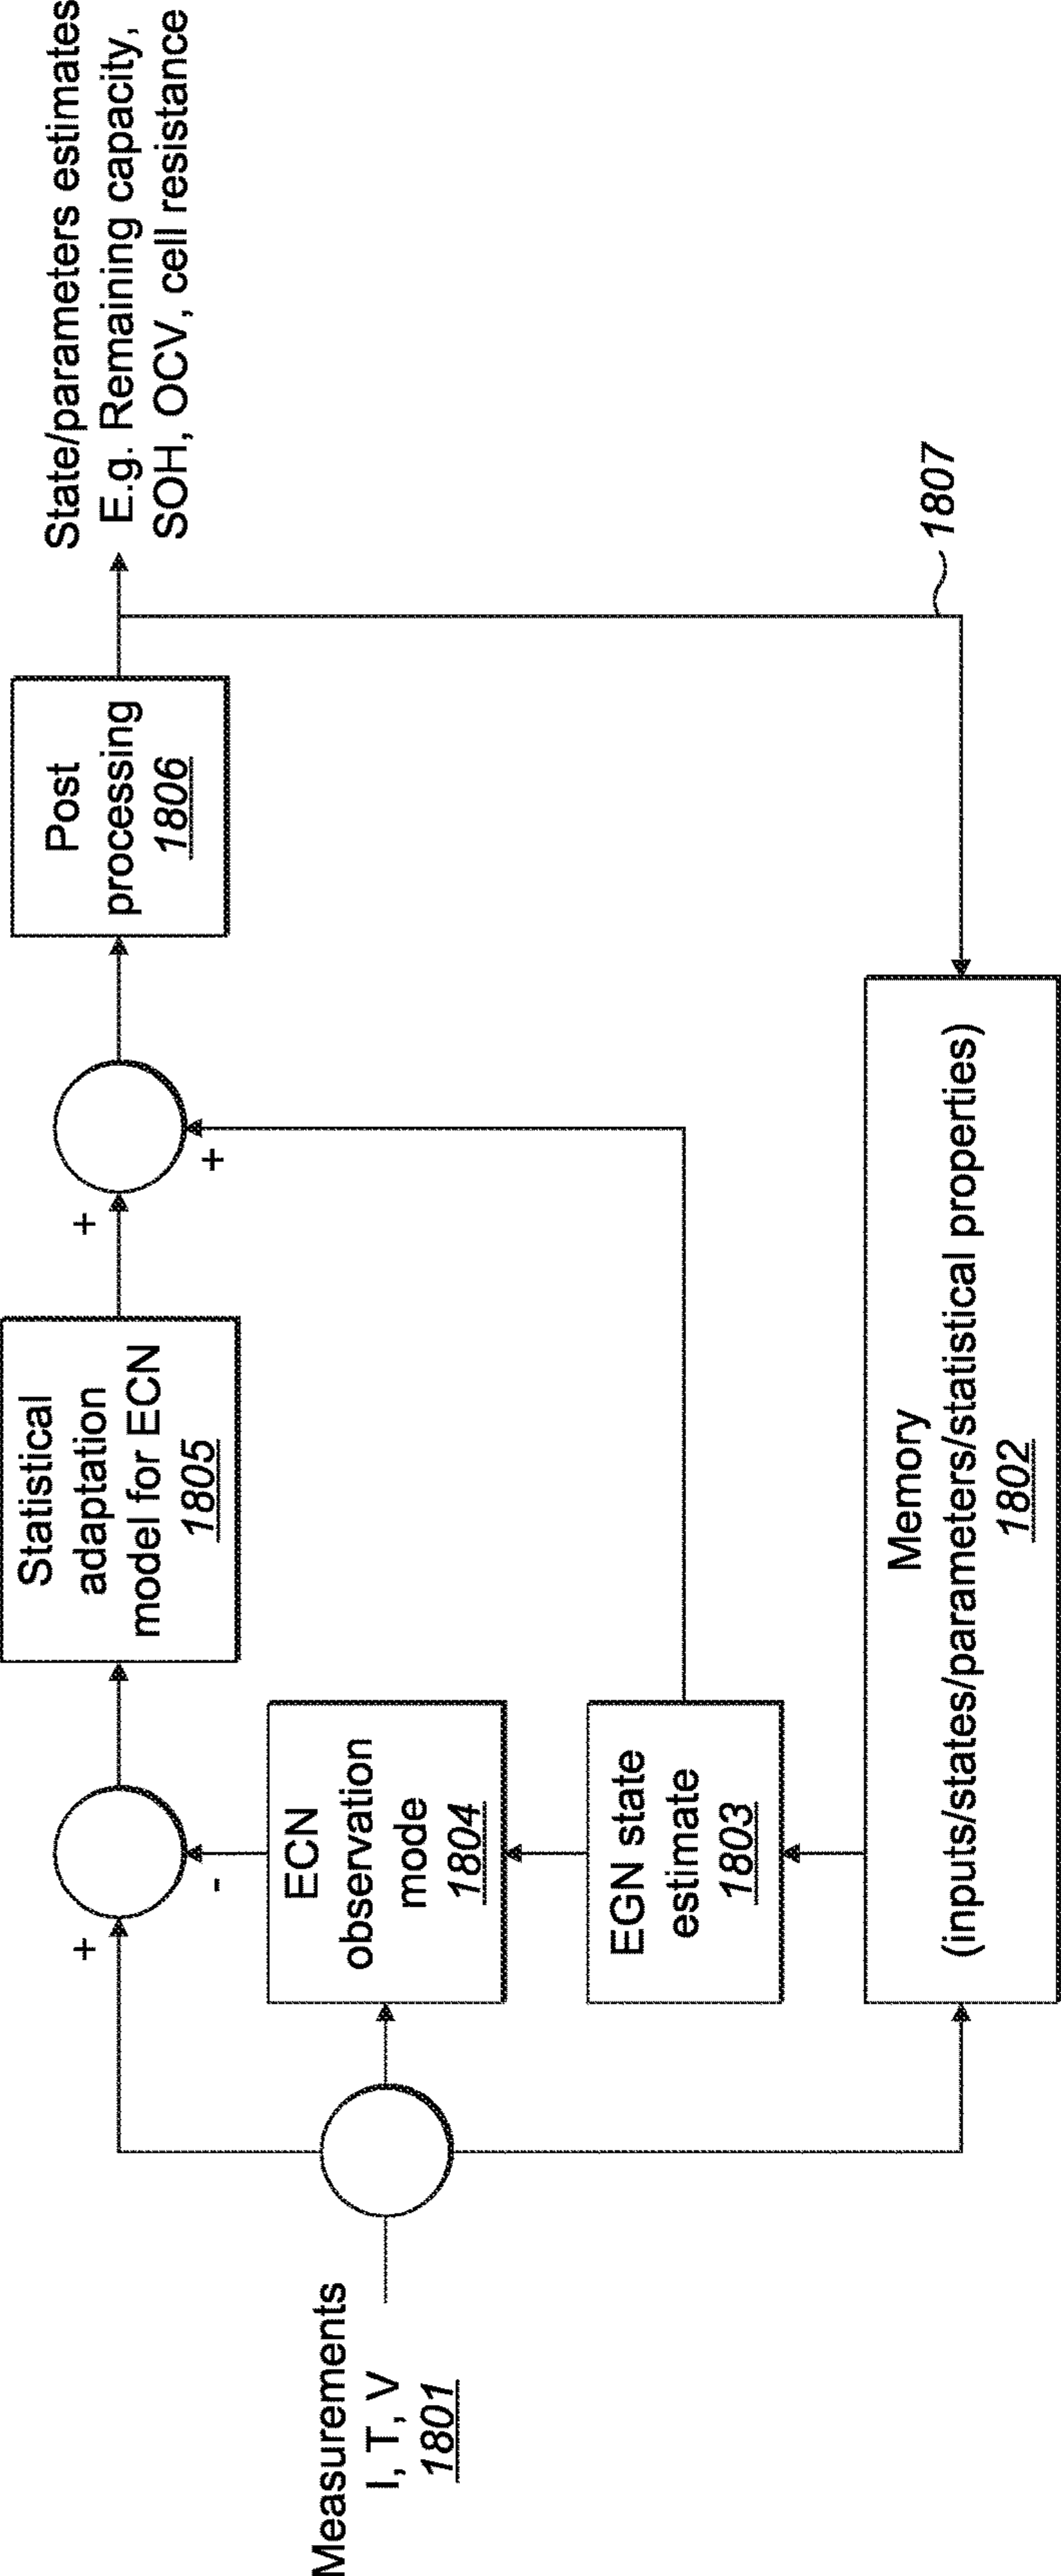 Measurements
I, T, V
1801
+
-
ECN
observation
mode
1804
EGN state
estimate
1803
Memory
(inputs/states/parameters/statistical properties)
1802
Statistical
adaptation
model for ECN
1805
+
+
Post
processing
1806
State/parameters estimates
E.g. Remaining capacity,
SOH, OCV, cell resistance
1807